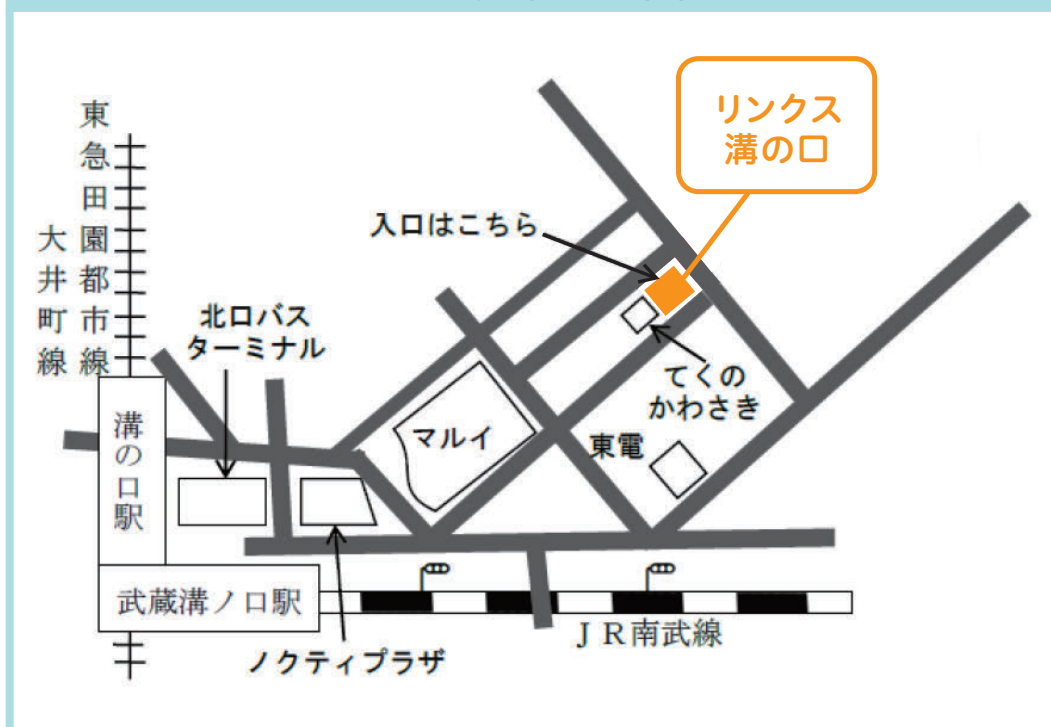 リンクス
溝の口
入口はこちら
東急田園都市線
大井町線
北口バス
ターミナル
てくの
かわさき
マルイ
東電
溝の口駅
武蔵溝ノ口駅
ＪＲ南武線
ノクティプラザ